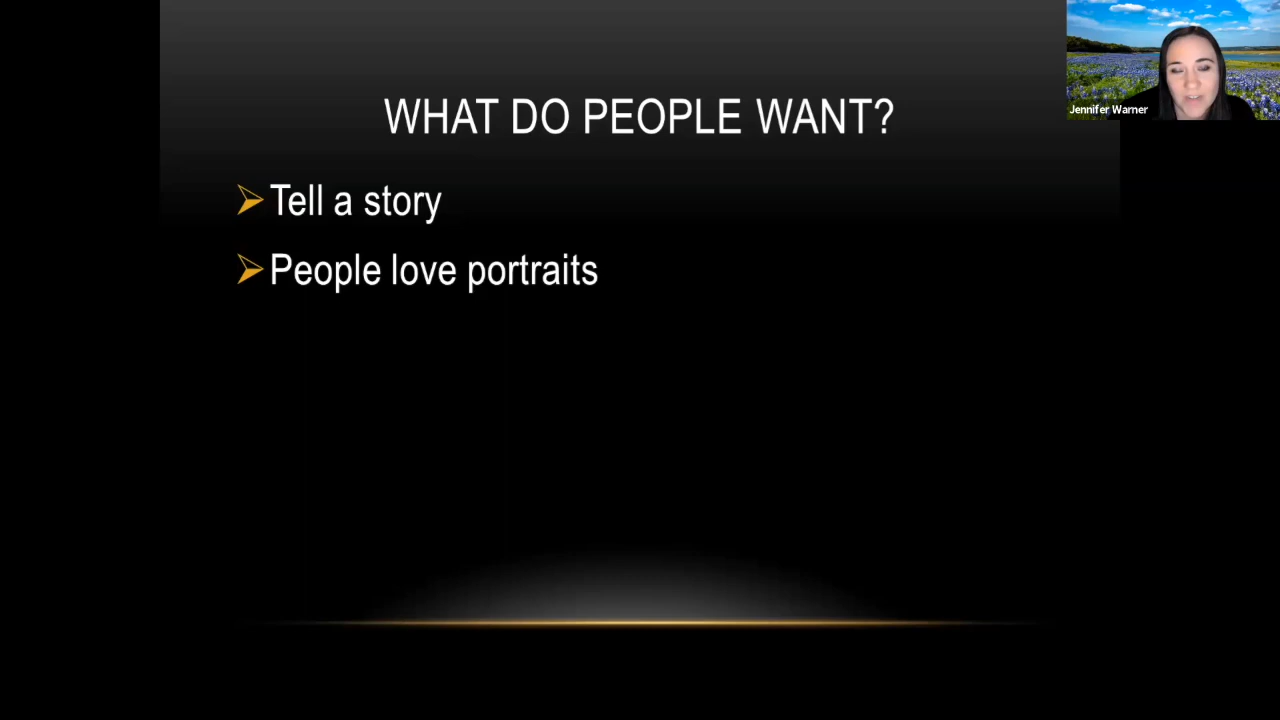 WHAT DO PEOPLE WANT?
Jennifer Warner
Tell a story
People love portraits